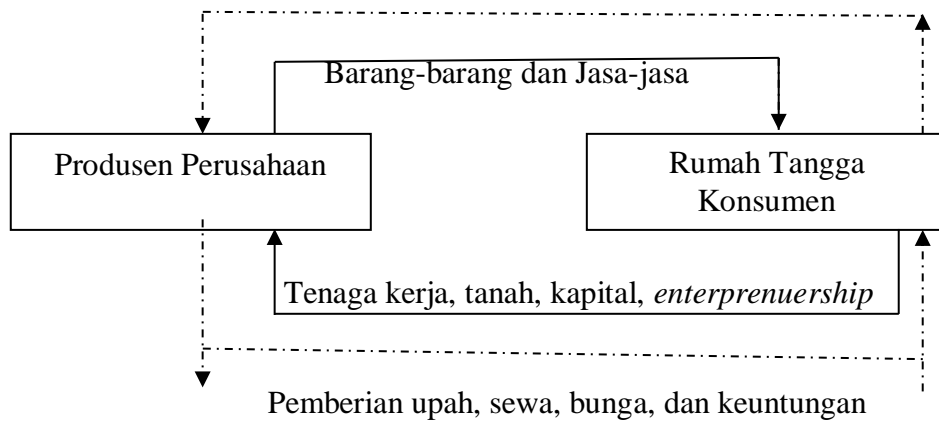 Barang-barang dan Jasa-jasa
Produsen Perusahaan
Rumah Tangga
Konsumen
Tenaga kerja, tanah, kapital, enterprenuership
Pemberian upah, sewa, bunga, dan keuntungan